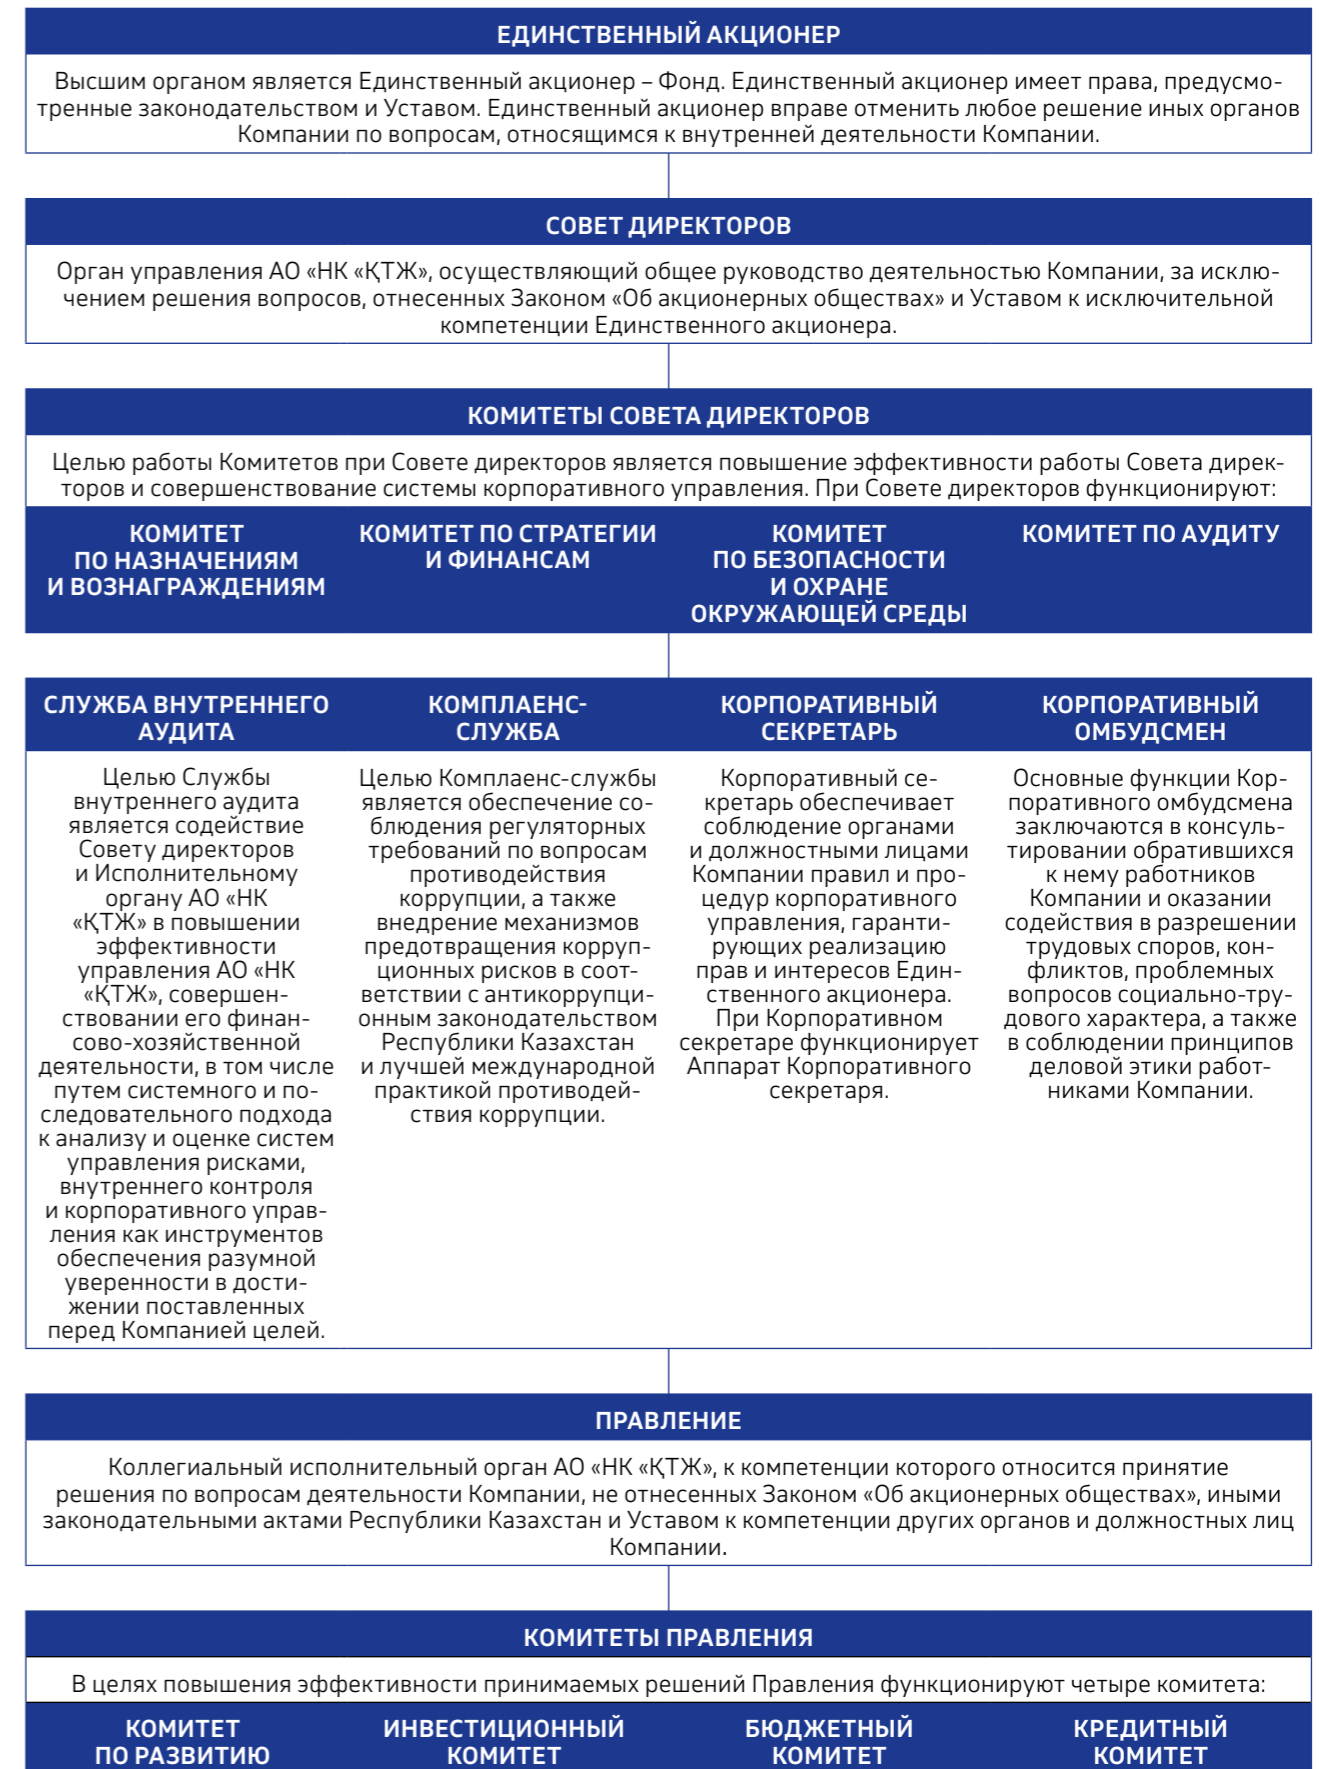 ЕДИНСТВЕННЫЙ АКЦИОНЕР
Высшим органом является Единственный акционер – Фонд. Единственный акционер имеет права, предусмо-
тренные законодательством и Уставом. Единственный акционер вправе отменить любое решение иных органов
Компании по вопросам, относящимся к внутренней деятельности Компании.
СОВЕТ ДИРЕКТОРОВ
Орган управления АО «НК «ҚТЖ», осуществляющий общее руководство деятельностью Компании, за исклю-
чением решения вопросов, отнесенных Законом «Об акционерных обществах» и Уставом к исключительной
компетенции Единственного акционера.
КОМИТЕТЫ СОВЕТА ДИРЕКТОРОВ
Целью работы Комитетов при Совете директоров является повышение эффективности работы Совета дирек-
торов и совершенствование системы корпоративного управления. При Совете директоров функционируют:
КОМИТЕТ
ПО НАЗНАЧЕНИЯМ
И ВОЗНАГРАЖДЕНИЯМ
КОМИТЕТ ПО СТРАТЕГИИ
И ФИНАНСАМ
КОМИТЕТ
ПО БЕЗОПАСНОСТИ
И ОХРАНЕ
ОКРУЖАЮЩЕЙ СРЕДЫ
КОМИТЕТ ПО АУДИТУ
СЛУЖБА ВНУТРЕННЕГО
АУДИТА
Целью Службы
внутреннего аудита
является содействие
Совету директоров
и Исполнительному
органу АО «НК
«ҚТЖ» в повышении
эффективности
управления АО «НК
«ҚТЖ», совершен-
ствовании его финан-
сово-хозяйственной
деятельности, в том числе
путем системного и по-
следовательного подхода
к анализу и оценке систем
управления рисками,
внутреннего контроля
и корпоративного управ-
ления как инструментов
обеспечения разумной
уверенности в дости-
жении поставленных
перед Компанией целей.
КОМПЛАЕНС-
СЛУЖБА
Целью Комплаенс-службы
является обеспечение со-
блюдения регуляторных
требований по вопросам
противодействия
коррупции, а также
внедрение механизмов
предотвращения корруп-
ционных рисков в соот-
ветствии с антикоррупци-
онным законодательством
Республики Казахстан
и лучшей международной
практикой противодей-
ствия коррупции.
КОРПОРАТИВНЫЙ
СЕКРЕТАРЬ
Корпоративный се-
кретарь обеспечивает
соблюдение органами
и должностными лицами
Компании правил и про-
цедур корпоративного
управления, гаранти-
рующих реализацию
прав и интересов Един-
ственного акционера.
При Корпоративном
секретаре функционирует
Аппарат Корпоративного
секретаря.
КОРПОРАТИВНЫЙ
ОМБУДСМЕН
Основные функции Кор-
поративного омбудсмена
заключаются в консуль-
тировании обратившихся
к нему работников
Компании и оказании
содействия в разрешении
трудовых споров, кон-
фликтов, проблемных
вопросов социально-тру-
дового характера, а также
в соблюдении принципов
деловой этики работ-
никами Компании.
ПРАВЛЕНИЕ
Коллегиальный исполнительный орган АО «НК «ҚТЖ», к компетенции которого относится принятие
решения по вопросам деятельности Компании, не отнесенных Законом «Об акционерных обществах», иными
законодательными актами Республики Казахстан и Уставом к компетенции других органов и должностных лиц
Компании.
КОМИТЕТЫ ПРАВЛЕНИЯ
В целях повышения эффективности принимаемых решений Правления функционируют четыре комитета:
КОМИТЕТ
ПО РАЗВИТИЮ
ИНВЕСТИЦИОННЫЙ
КОМИТЕТ
БЮДЖЕТНЫЙ
КОМИТЕТ
КРЕДИТНЫЙ
КОМИТЕТ